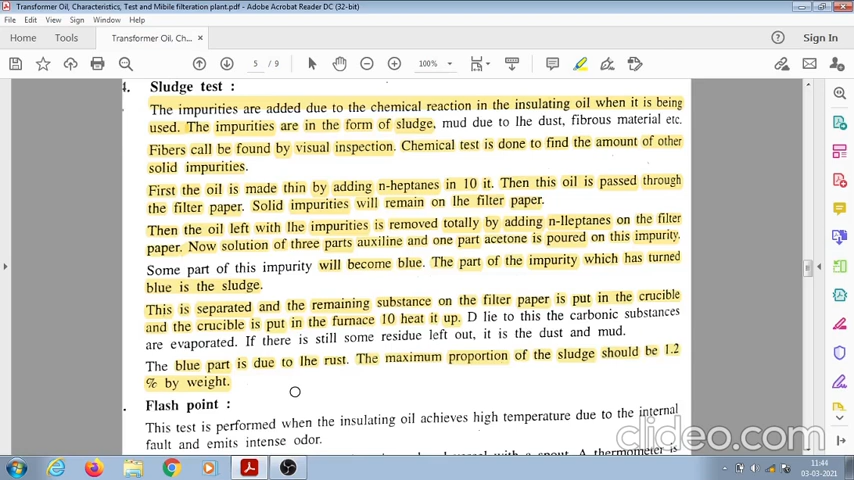 Transformer Oil, Characteristics, Test and Mibile filteration plant.pdf - Adobe Acrobat Reader DC (32-bit)
File Edit View Sign Window Help
Home Tools Transformer Oil, Ch... × Sign In
5 / 9 100%
4. Sludge test :
The impurities are added due to the chemical reaction in the insulating oil when it is being
used. The impurities are in the form of sludge, mud due to lhe dust, fibrous material etc.
Fibers call be found by visual inspection. Chemical test is done to find the amount of other
solid impurities.
First the oil is made thin by adding n-heptanes in 10 it. Then this oil is passed through
the filter paper. Solid impurities will remain on lhe filter paper.
Then the oil left with lhe impurities is removed totally by adding n-lleptanes on the filter
paper. Now solution of three parts auxiline and one part acetone is poured on this impurity.
Some part of this impurity will become blue. The part of the impurity which has turned
blue is the sludge.
This is separated and the remaining substance on the filter paper is put in the crucible
and the crucible is put in the furnace 10 heat it up. D lie to this the carbonic substances
are evaporated. If there is still some residue left out, it is the dust and mud.
The blue part is due to lhe rust. The maximum proportion of the sludge should be 1.2
% by weight.
. Flash point :
This test is performed when the insulating oil achieves high temperature due to the internal
fault and emits intense odor.
with a spout. A thermometer is
clideo.com
11:44
03-03-2021